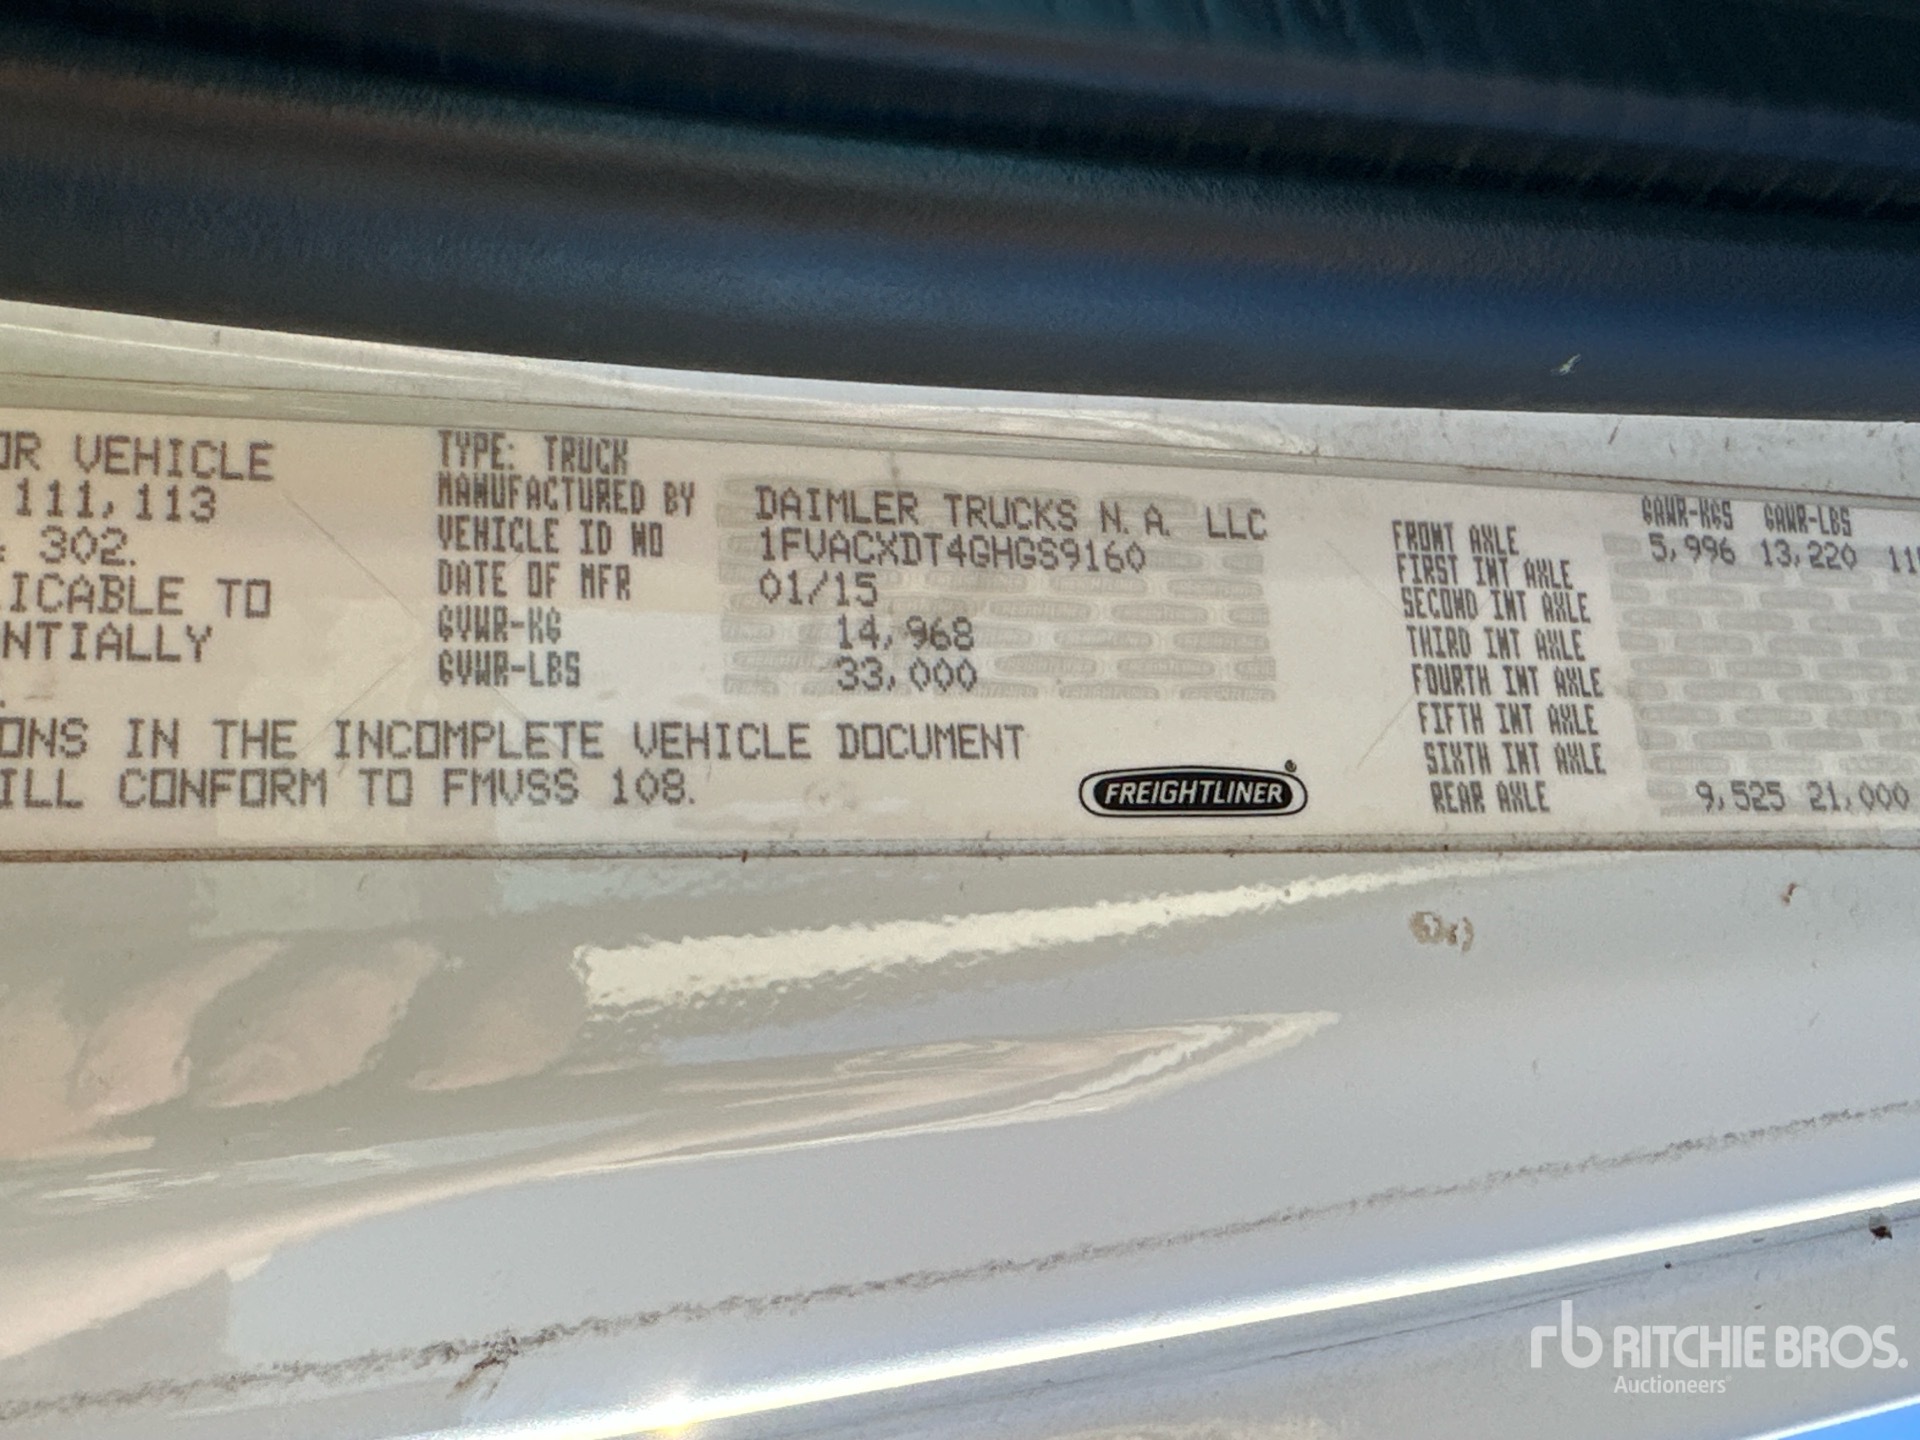 OR VEHICLE
111, 113
302.
LICABLE TO
NTIALLY
ONS IN THE INCOMPLETE VEHICLE DOCUMENT
ILL CONFORM TO FMVSS 108.
TYPE: TRUCK
MANUFACTURED BY DAIMLER TRUCKS N. A. LLC
VEHICLE ID NO 1FVACXDT4GHGS9160
DATE OF MFR 01/15
GVWR-KG 14, 968
GVWR-LBS 33, 000
FREIGHTLINER®
GAWR-KGS GAWR-LBS
FRONT AXLE 5, 996 13, 220 11
FIRST INT AXLE
SECOND INT AXLE
THIRD INT AXLE
FOURTH INT AXLE
FIFTH INT AXLE
SIXTH INT AXLE
REAR AXLE 9, 525 21, 000
rb RITCHIE BROS.
Auctioneers